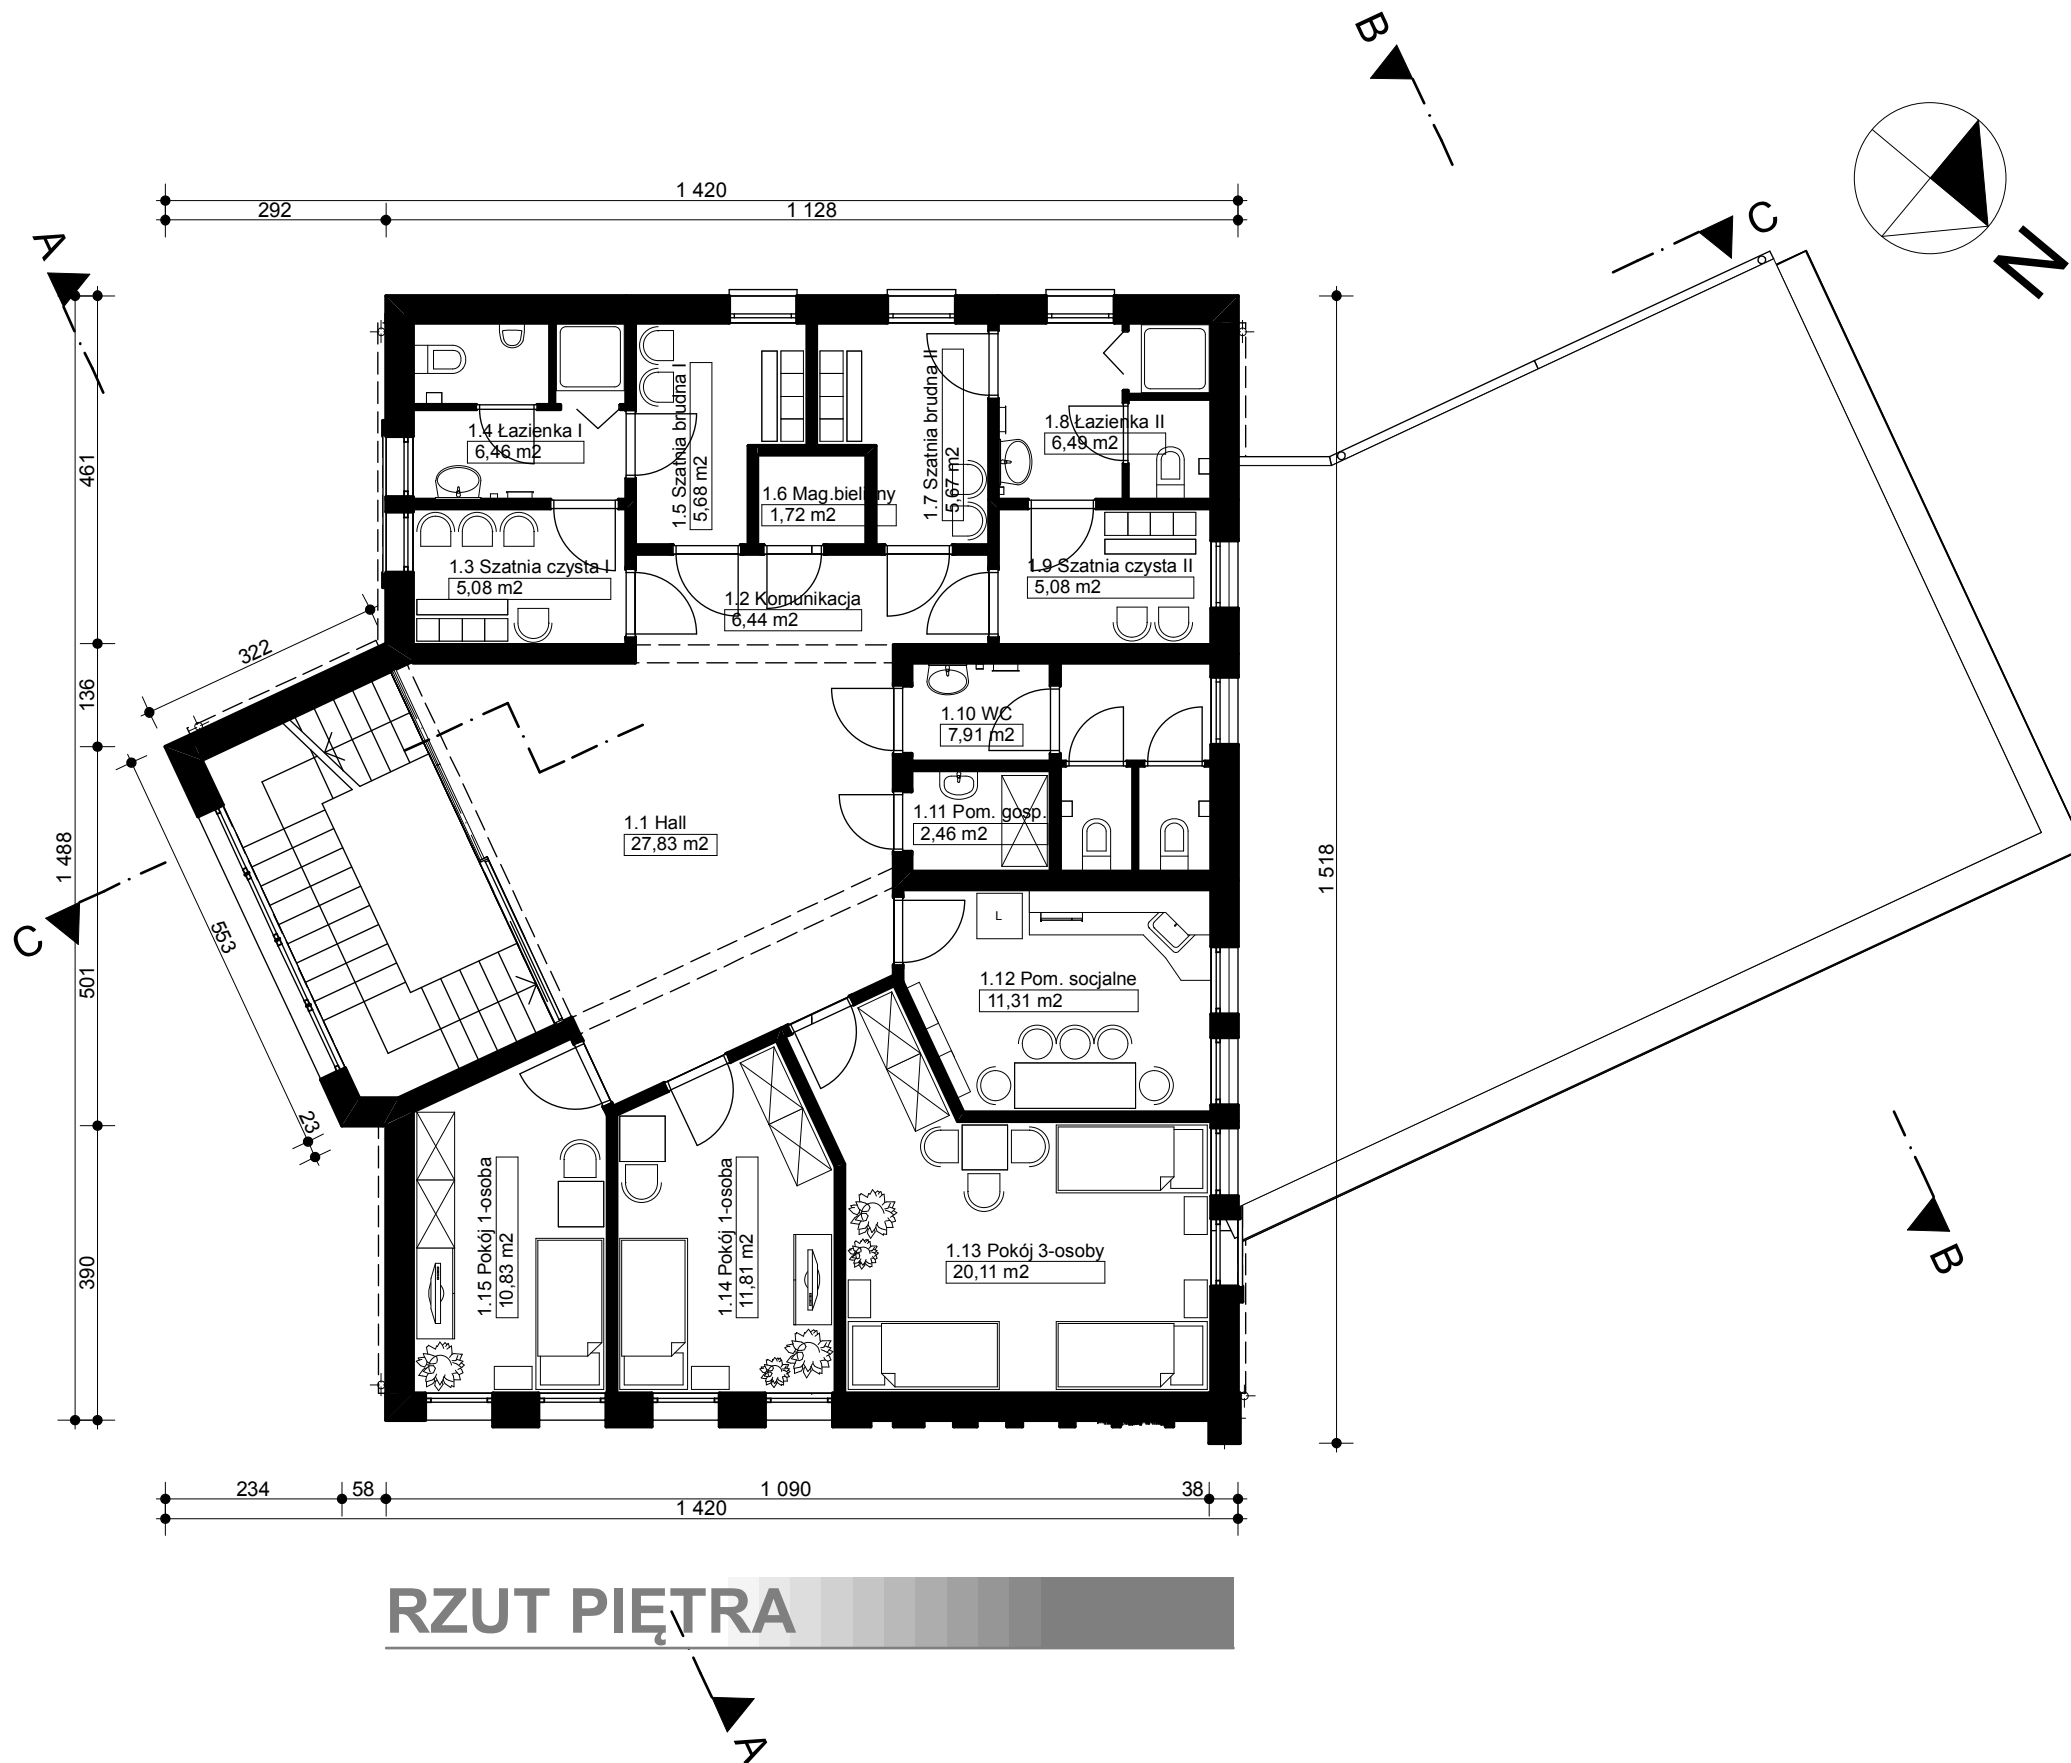 B
N
C
A
1 420
292
1 128
1.4 Łazienka I
6,46 m2
1.5 Szatnia brudna I
5,68 m2
1.6 Mag.bielizny
1,72 m2
1.7 Szatnia brudna II
5,67 m2
1.8 Łazienka II
6,49 m2
1.3 Szatnia czysta I
5,08 m2
1.2 Komunikacja
6,44 m2
1.9 Szatnia czysta II
5,08 m2
461
322
136
1.10 WC
7,91 m2
1.1 Hall
27,83 m2
1.11 Pom. gosp.
2,46 m2
1 488
1 518
C
553
501
L
1.12 Pom. socjalne
11,31 m2
23
390
1.15 Pokój 1-osoba
10,83 m2
1.14 Pokój 1-osoba
11,81 m2
1.13 Pokój 3-osoby
20,11 m2
B
234
58
1 090
38
1 420
RZUT PIĘTRA
A